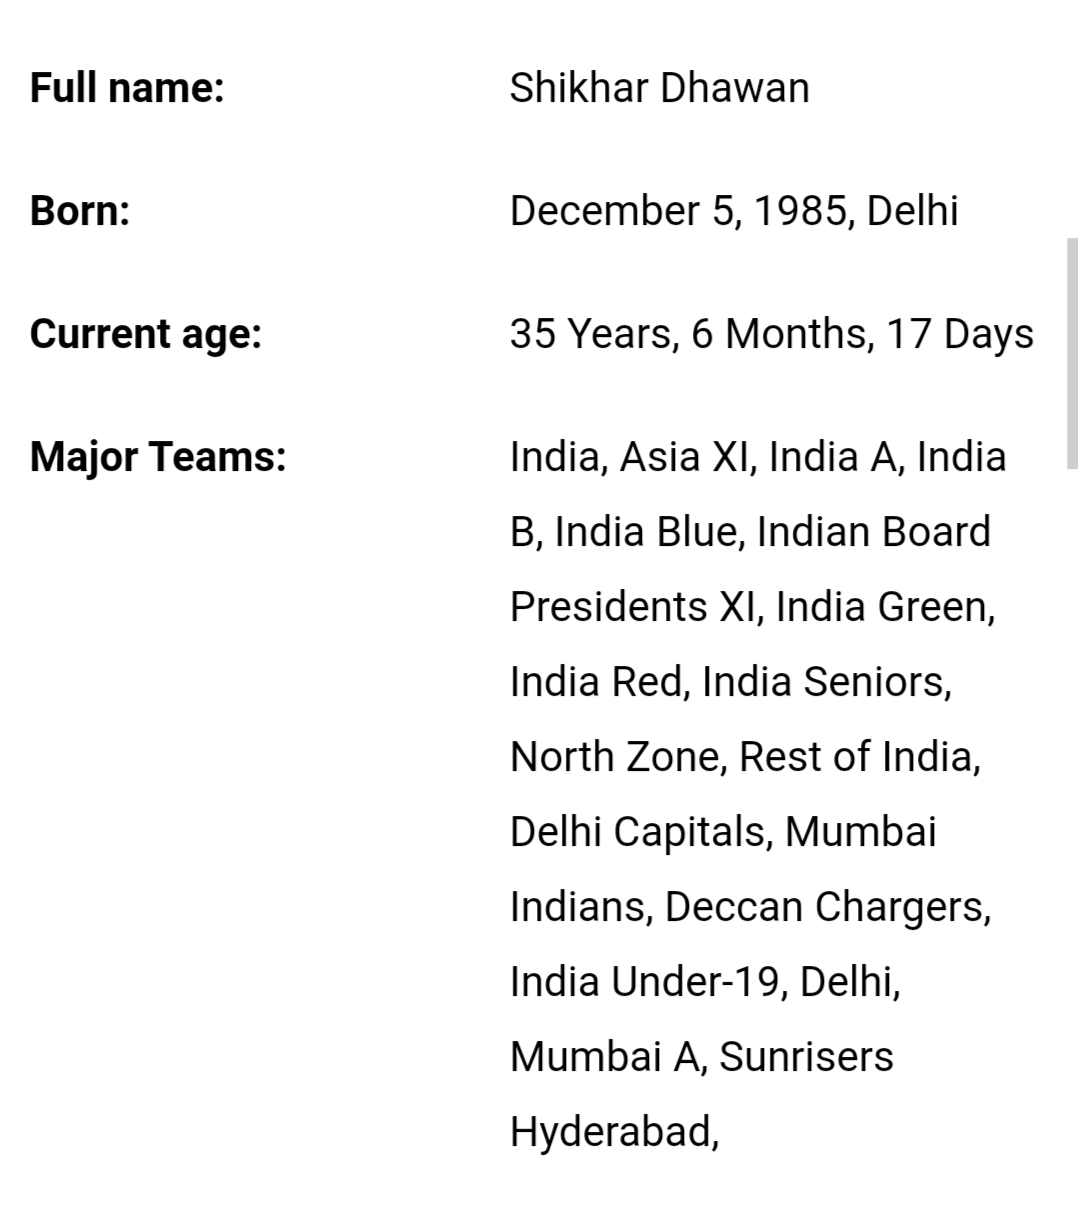 Full name: Shikhar Dhawan
Born: December 5, 1985, Delhi
Current age: 35 Years, 6 Months, 17 Days
Major Teams: India, Asia XI, India A, India
B, India Blue, Indian Board
Presidents XI, India Green,
India Red, India Seniors,
North Zone, Rest of India,
Delhi Capitals, Mumbai
Indians, Deccan Chargers,
India Under-19, Delhi,
Mumbai A, Sunrisers
Hyderabad,